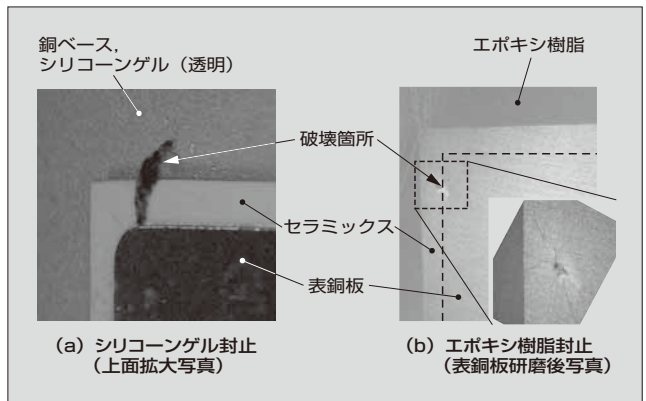 銅ベース,
シリコーンゲル（透明）
エポキシ樹脂
破壊箇所
セラミックス
表銅板
(a) シリコーンゲル封止
（上面拡大写真）
(b) エポキシ樹脂封止
（表銅板研磨後写真）